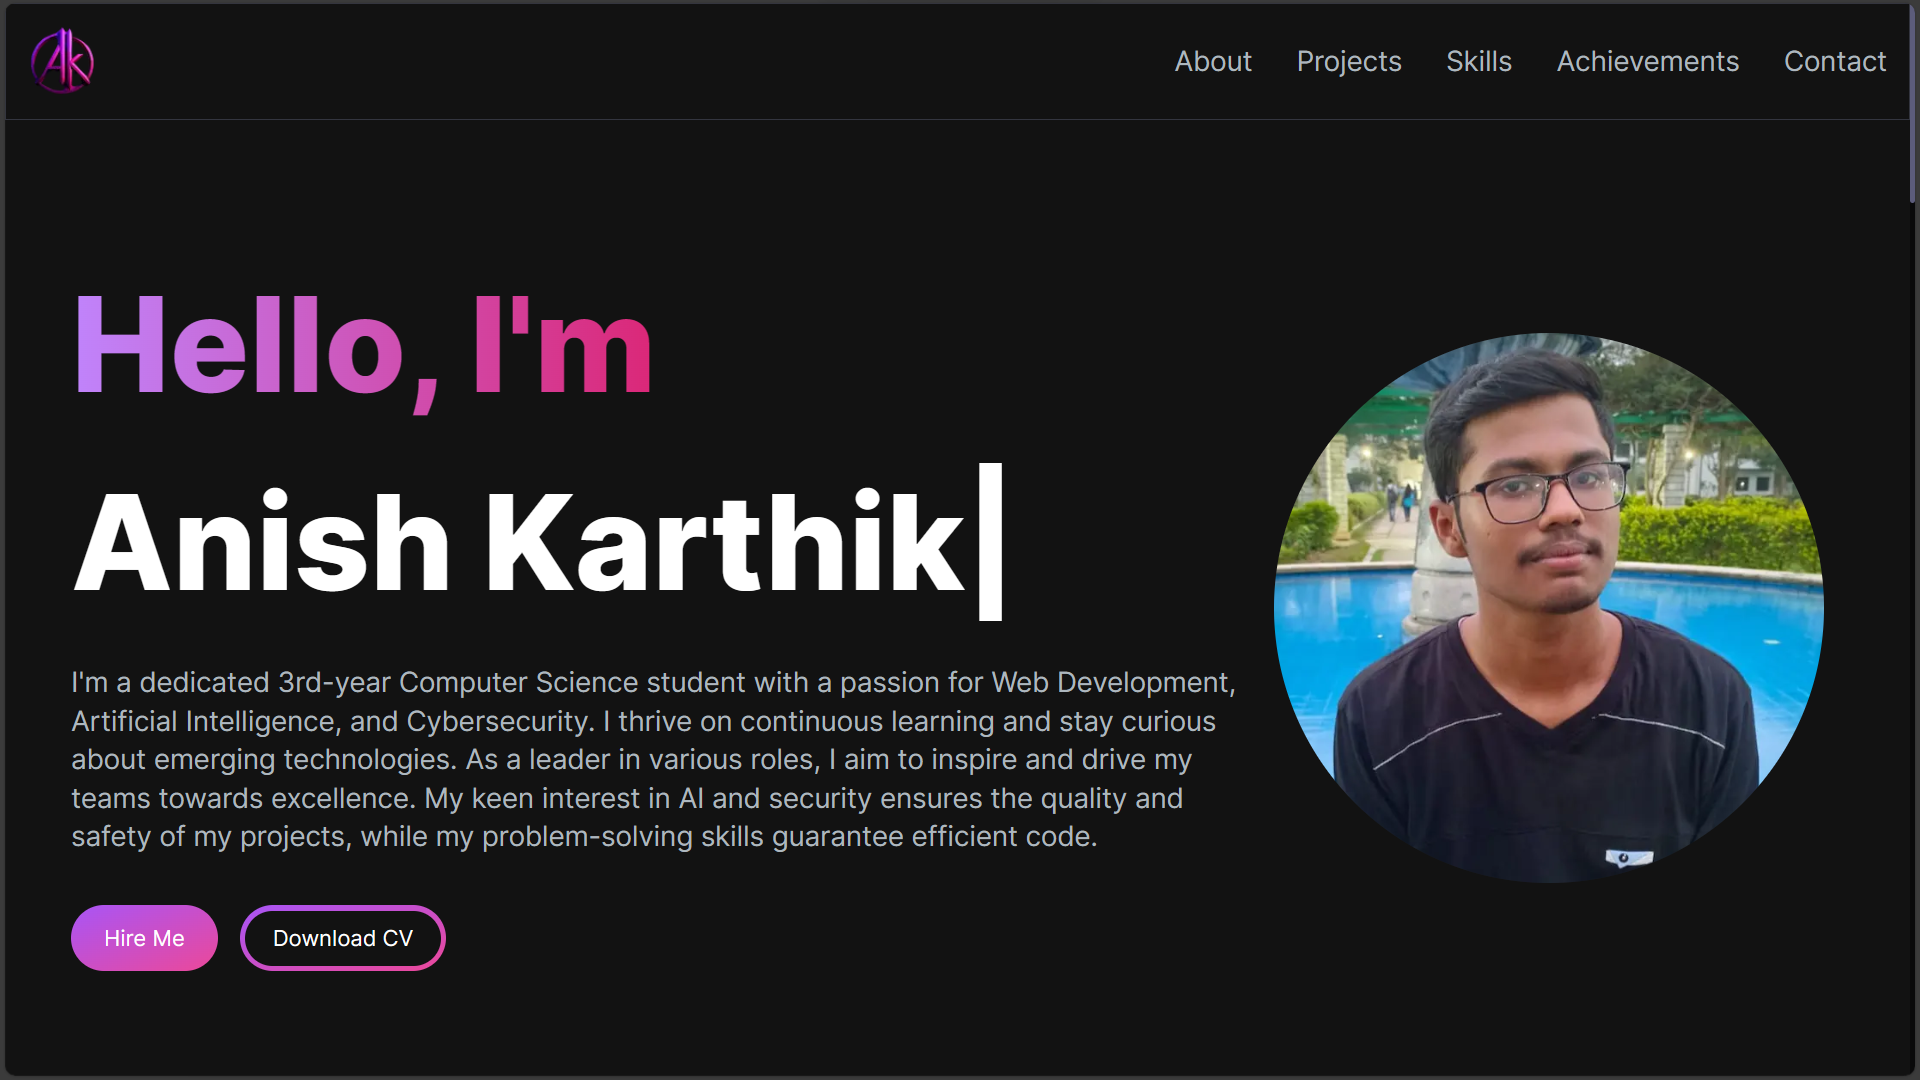 AK
About Projects Skills Achievements Contact
Hello, I'm
Anish Karthik
I'm a dedicated 3rd-year Computer Science student with a passion for Web Development,
Artificial Intelligence, and Cybersecurity. I thrive on continuous learning and stay curious
about emerging technologies. As a leader in various roles, I aim to inspire and drive my
teams towards excellence. My keen interest in AI and security ensures the quality and
safety of my projects, while my problem-solving skills guarantee efficient code.
Hire Me Download CV